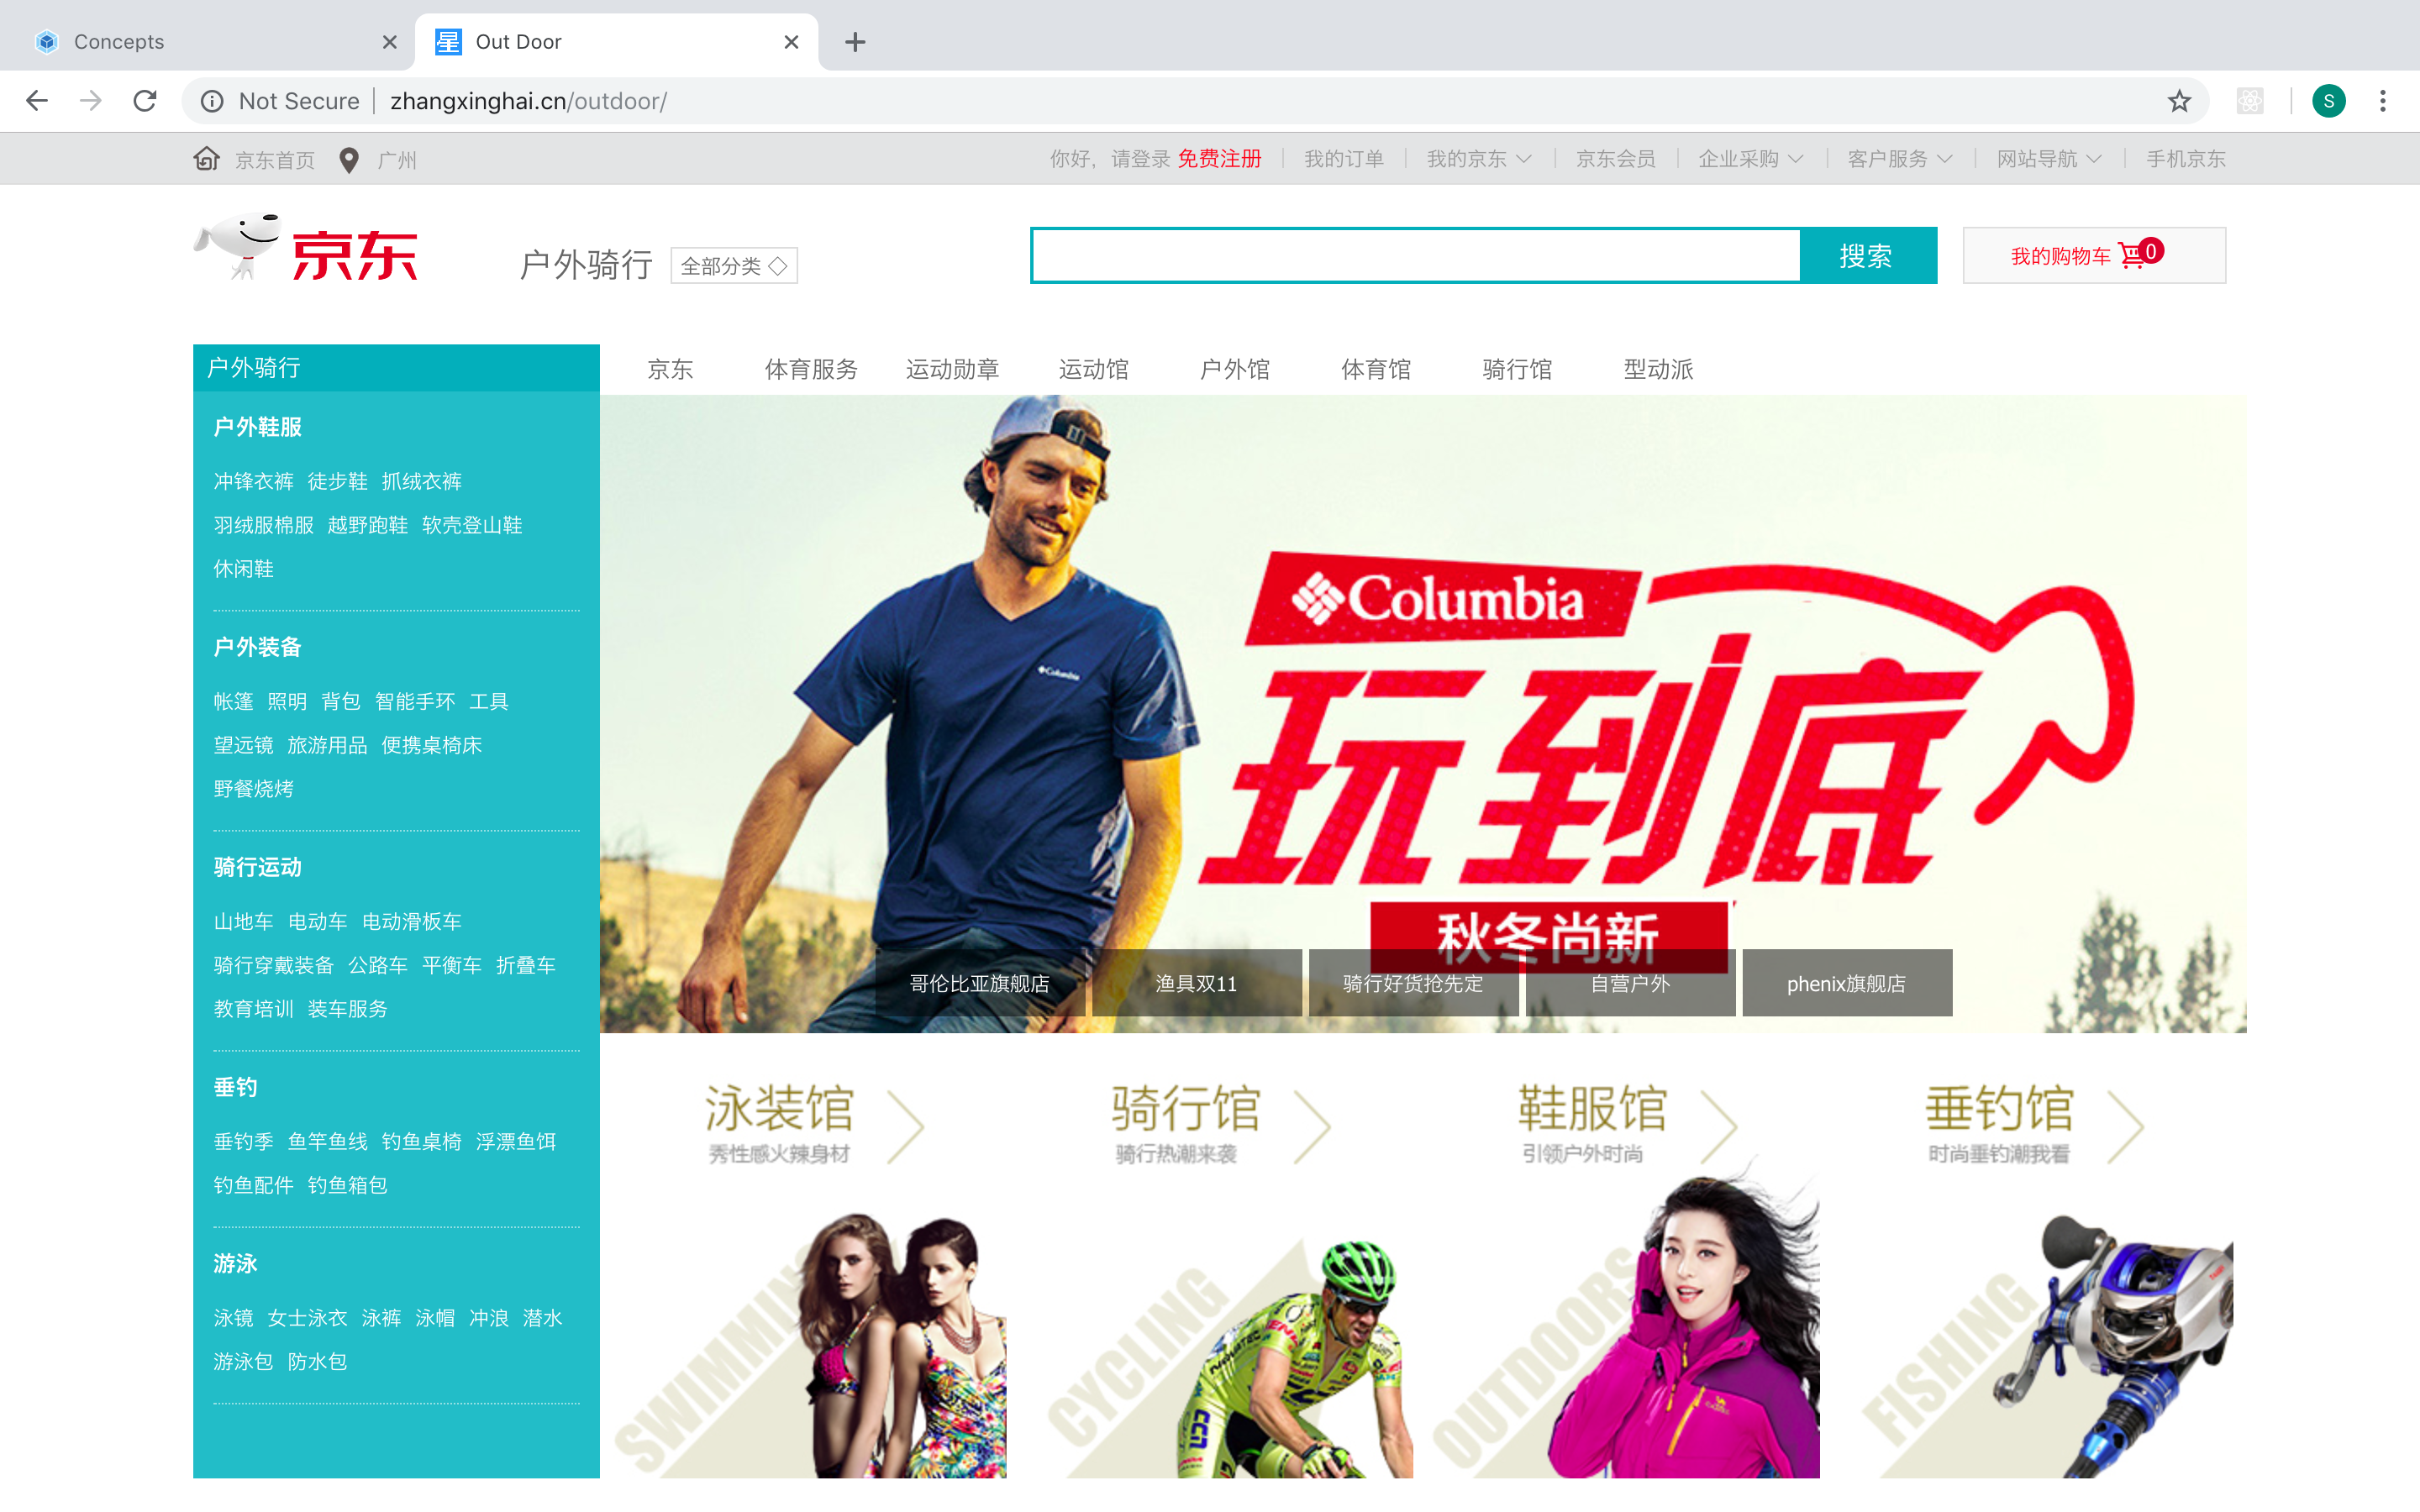 Concepts
星 Out Door
Not Secure zhangxinghai.cn/outdoor/
S
京东首页 广州
你好，请登录 免费注册 我的订单 我的京东 京东会员 企业采购 客户服务 网站导航 手机京东
京东
户外骑行 全部分类
搜索
我的购物车 0
户外骑行
京东 体育服务 运动勋章 运动馆 户外馆 体育馆 骑行馆 型动派
户外鞋服
冲锋衣裤 徒步鞋 抓绒衣裤
羽绒服棉服 越野跑鞋 软壳登山鞋
休闲鞋
户外装备
帐篷 照明 背包 智能手环 工具
望远镜 旅游用品 便携桌椅床
野餐烧烤
骑行运动
山地车 电动车 电动滑板车
骑行穿戴装备 公路车 平衡车 折叠车
教育培训 装车服务
垂钓
垂钓季 鱼竿鱼线 钓鱼桌椅 浮漂鱼饵
钓鱼配件 钓鱼箱包
游泳
泳镜 女士泳衣 泳裤 泳帽 冲浪 潜水
游泳包 防水包
Columbia
Columbia
玩到底
秋冬尚新
哥伦比亚旗舰店 渔具双11 骑行好货抢先定 自营户外 phenix旗舰店
泳装馆
秀性感火辣身材
SWIMMING
骑行馆
骑行热潮来袭
CYCLING
鞋服馆
引领户外时尚
OUTDOORS
垂钓馆
时尚垂钓潮我看
FISHING